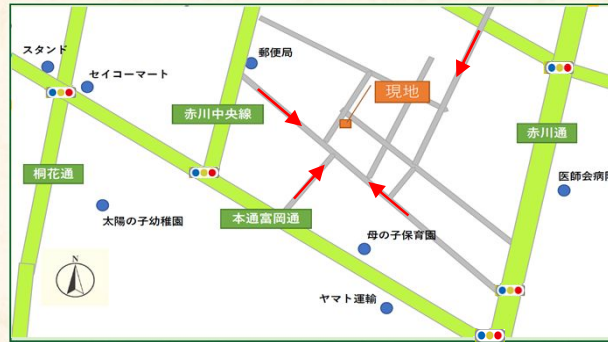 スタンド
セイコーマート
郵便局
現地
赤川中央線
赤川通
桐花通
医師会病院
太陽の子幼稚園
本通富岡通
母の子保育園
N
ヤマト運輸